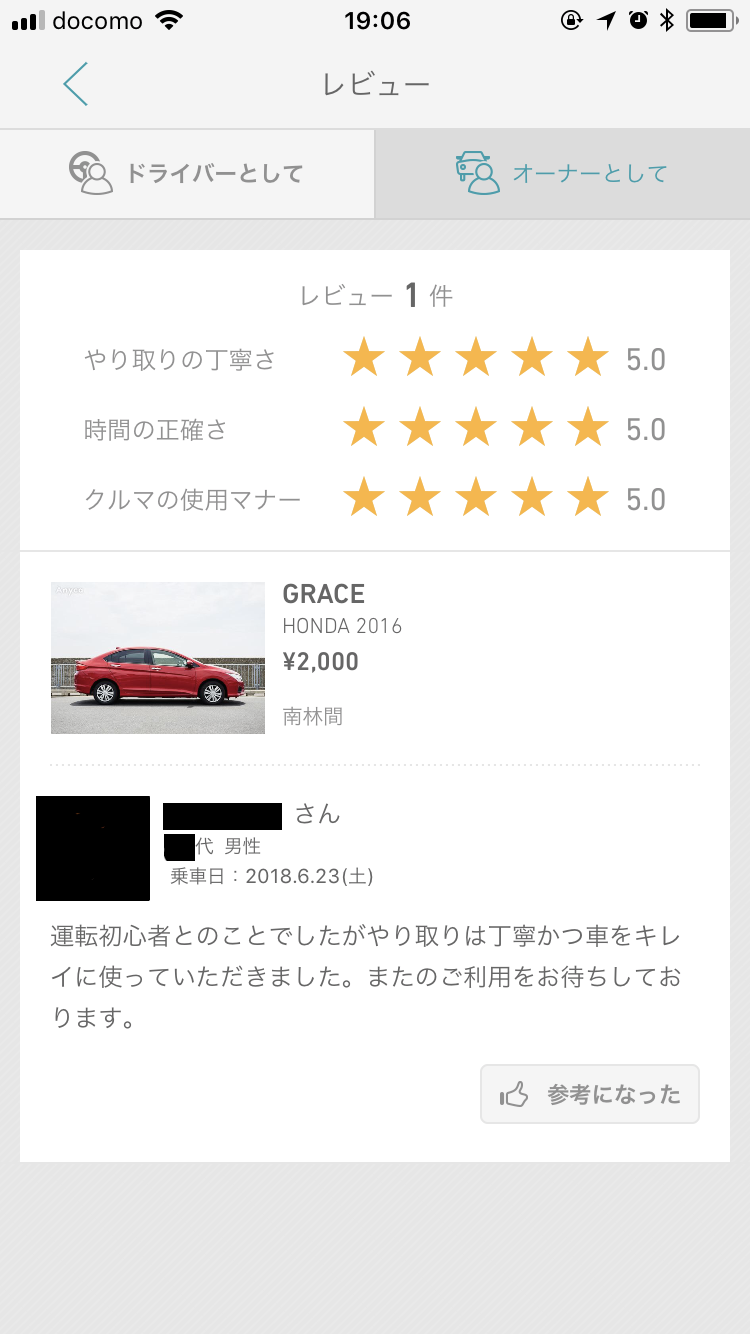 docomo 19:06
レビュー
ドライバーとして オーナーとして
レビュー 1 件
やり取りの丁寧さ 5.0
時間の正確さ 5.0
クルマの使用マナー 5.0
Anyca
GRACE
HONDA 2016
¥2,000
南林間
さん
代 男性
乗車日：2018.6.23(土)
運転初心者とのことでしたがやり取りは丁寧かつ車をキレ
イに使っていただきました。またのご利用をお待ちしてお
ります。
参考になった